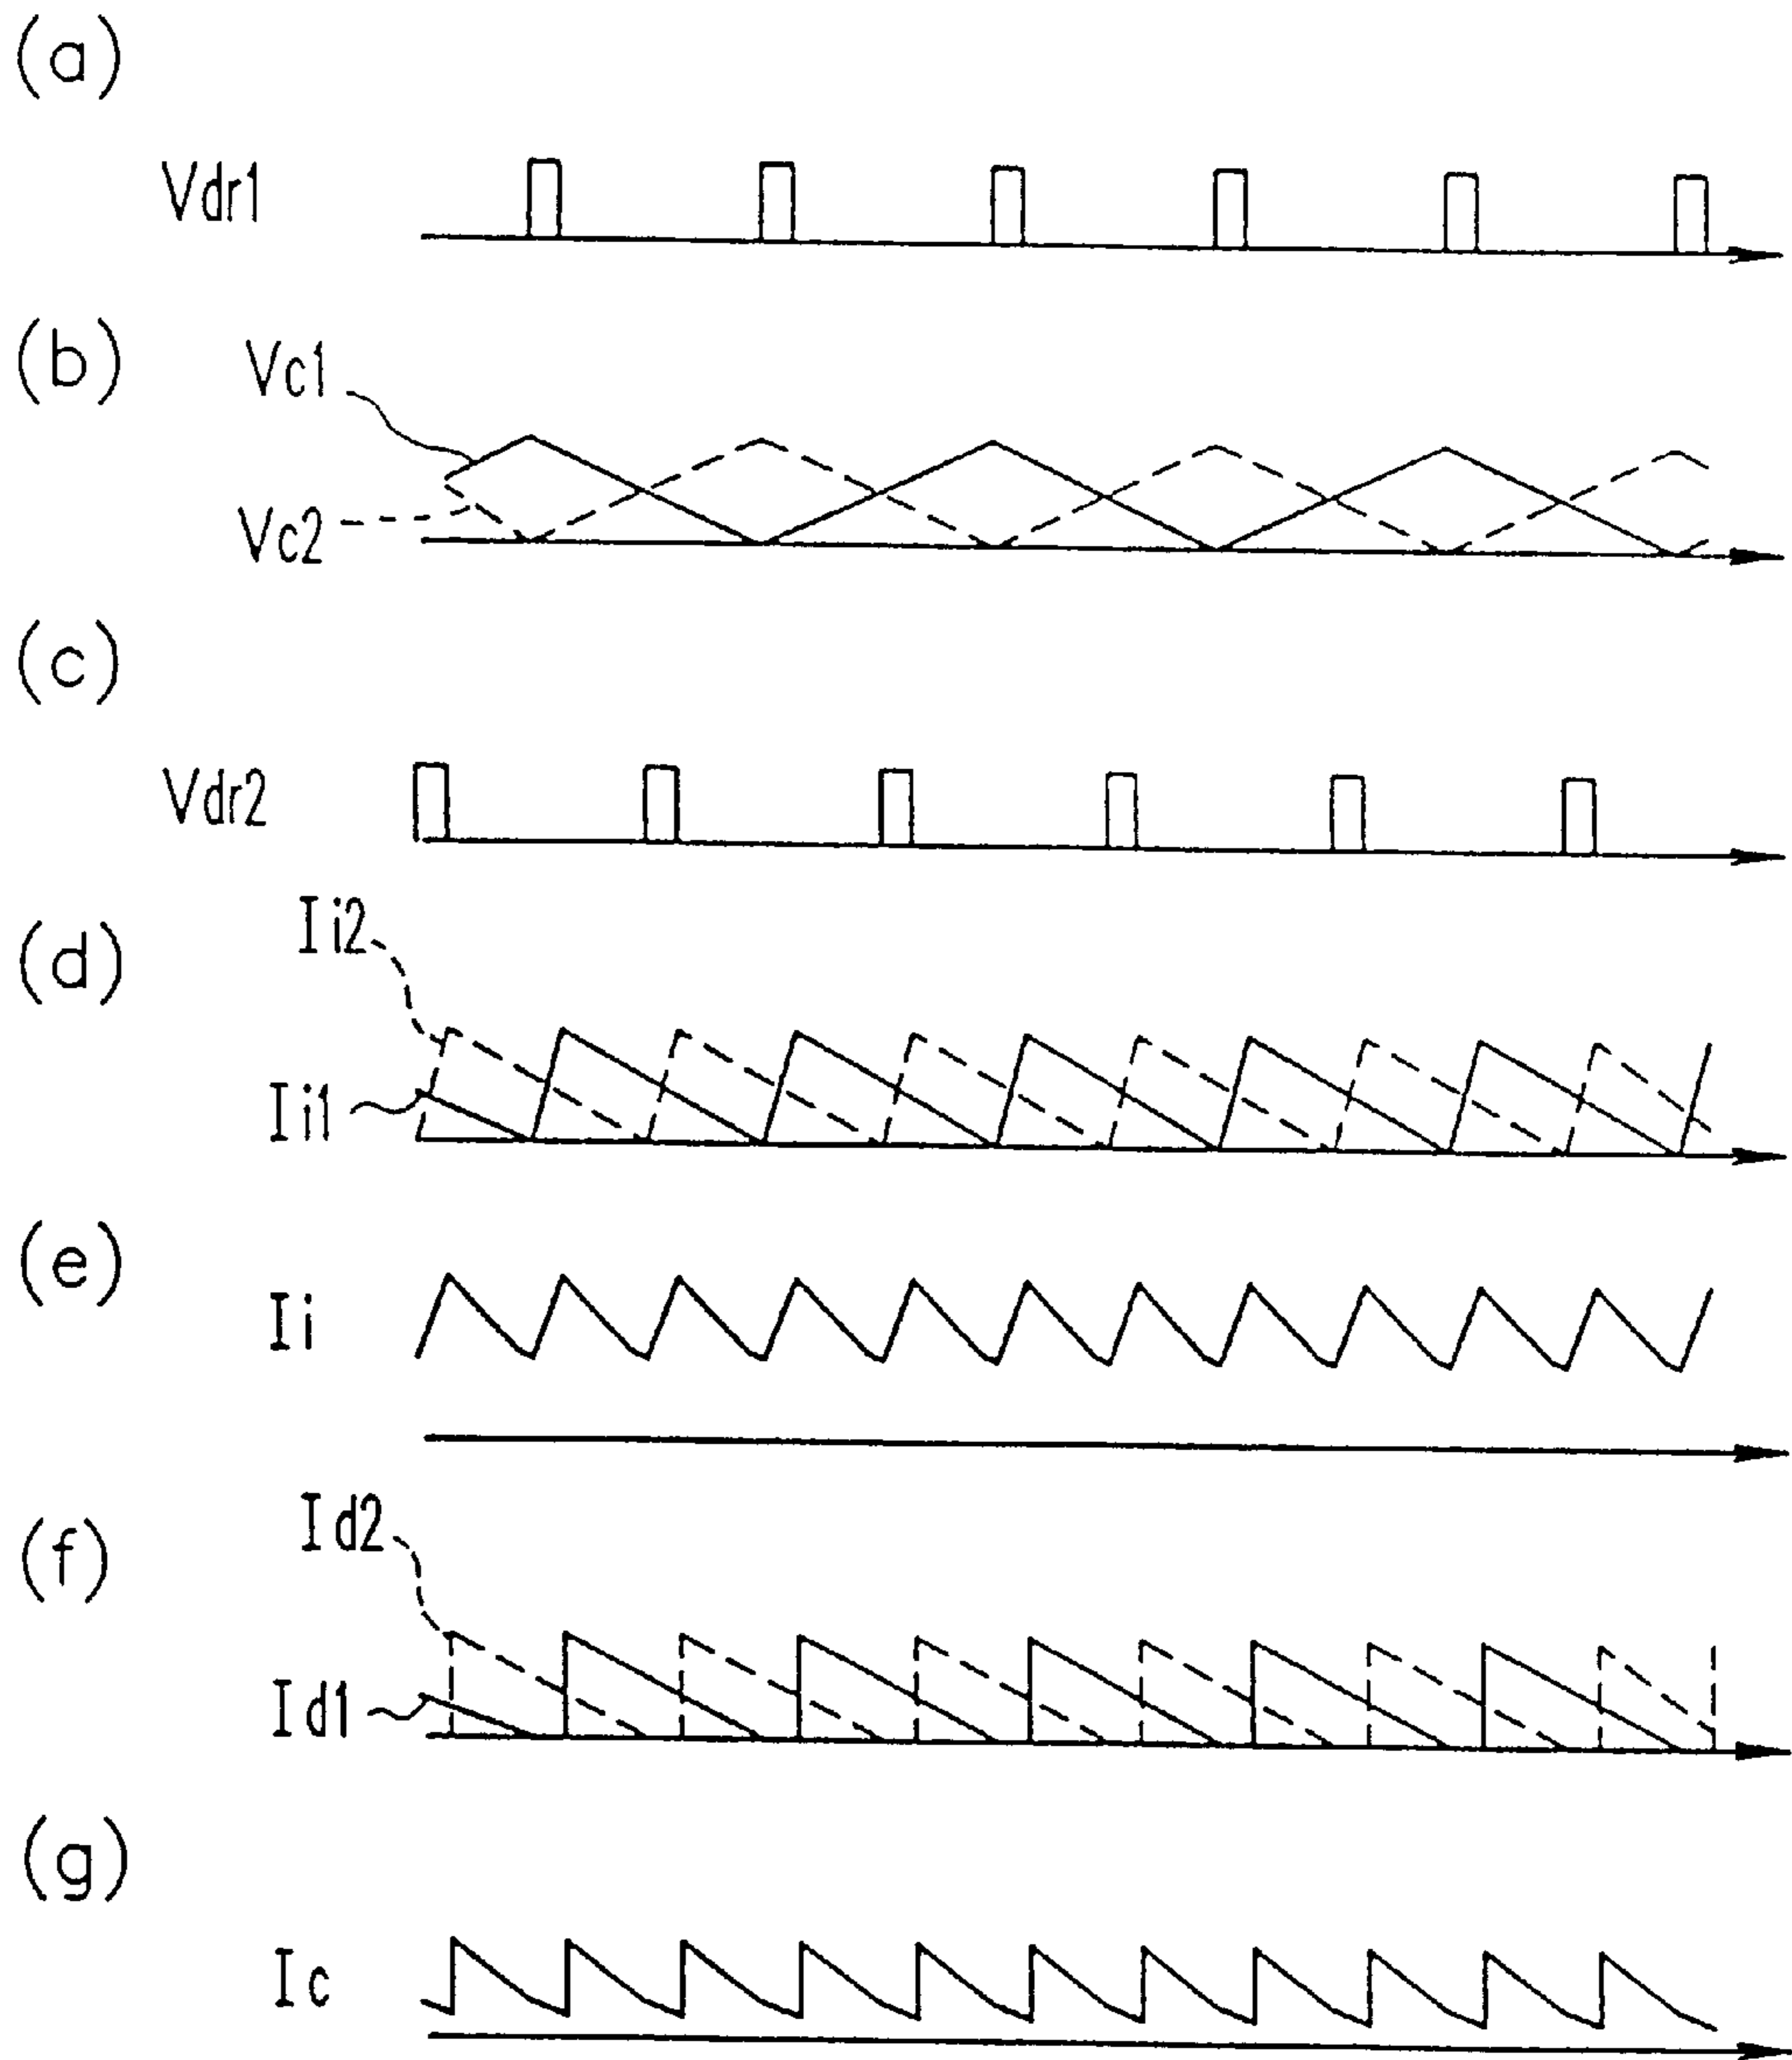 (a)
Vdr1
(b)
Vc1
Vc2
(c)
Vdr2
(d)
Ii2
Ii1
(e)
Ii
(f)
Id2
Id1
(g)
Ic